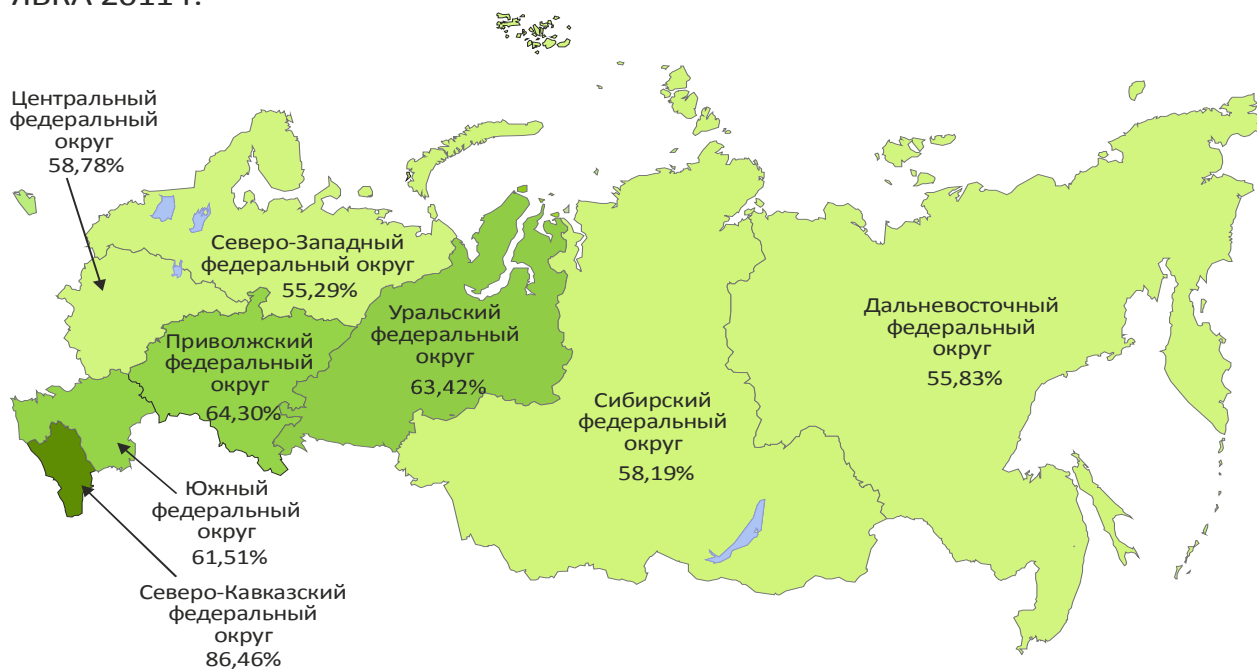 ЯВКА 2011 г.
Центральный
федеральный
округ
58,78%
Северо-Западный
федеральный округ
55,29%
Уральский
федеральный
округ
63,42%
Приволжский
федеральный
округ
64,30%
Дальневосточный
федеральный
округ
55,83%
Сибирский
федеральный
округ
58,19%
Южный
федеральный
округ
61,51%
Северо-Кавказский
федеральный
округ
86,46%